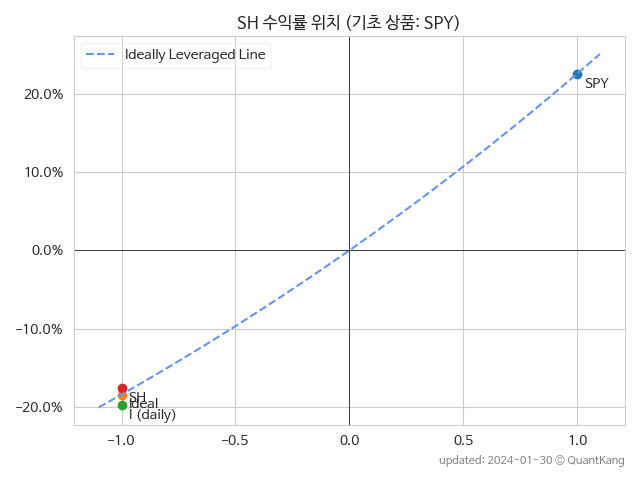 SH 수익률 위치 (기초 상품: SPY)
Ideally Leveraged Line
SPY
20.0%
10.0%
0.0%
−10.0%
−20.0%
SH
Ideal
I (daily)
−1.0
−0.5
0.0
0.5
1.0
updated: 2024-01-30 © QuantKang